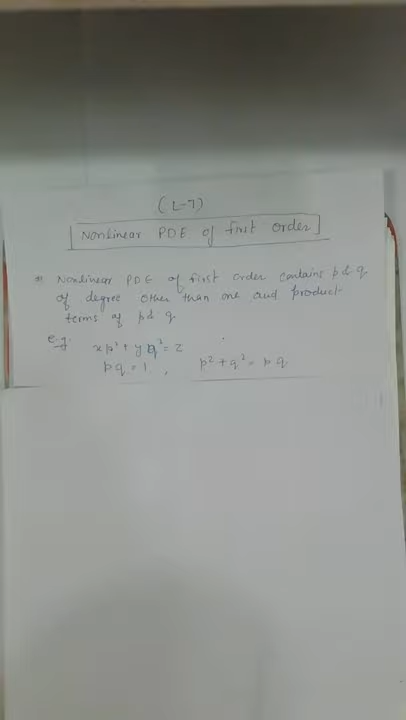 (L-7)
Nonlinear PDE of first order
* Nonlinear PDE of first order contains p & q
of degree other than one and product
terms of p & q.
e.g. xp² + yq² = z
pq = 1, p² + q² = pq